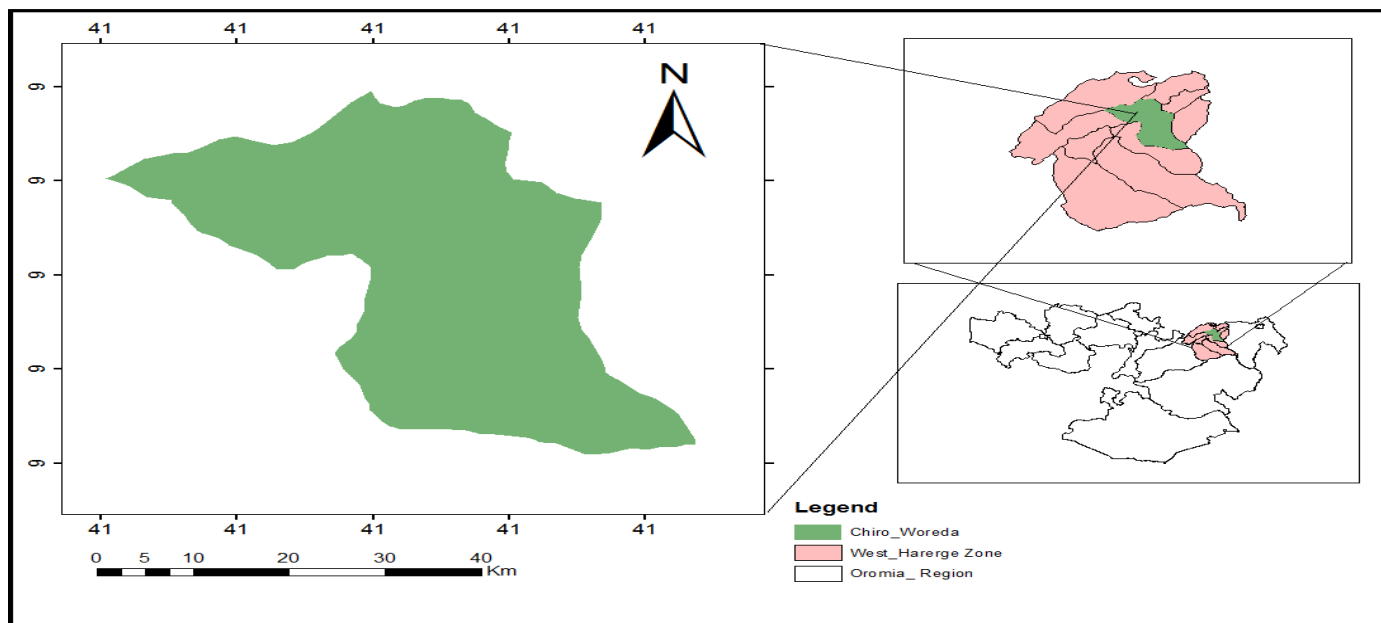 41 41 41 41 41
N
9
9
9
9
9
41 41 41 41 41
0 5 10 20 30 40
Km
Legend
Chiro_Woreda
West_Harerge Zone
Oromia_ Region